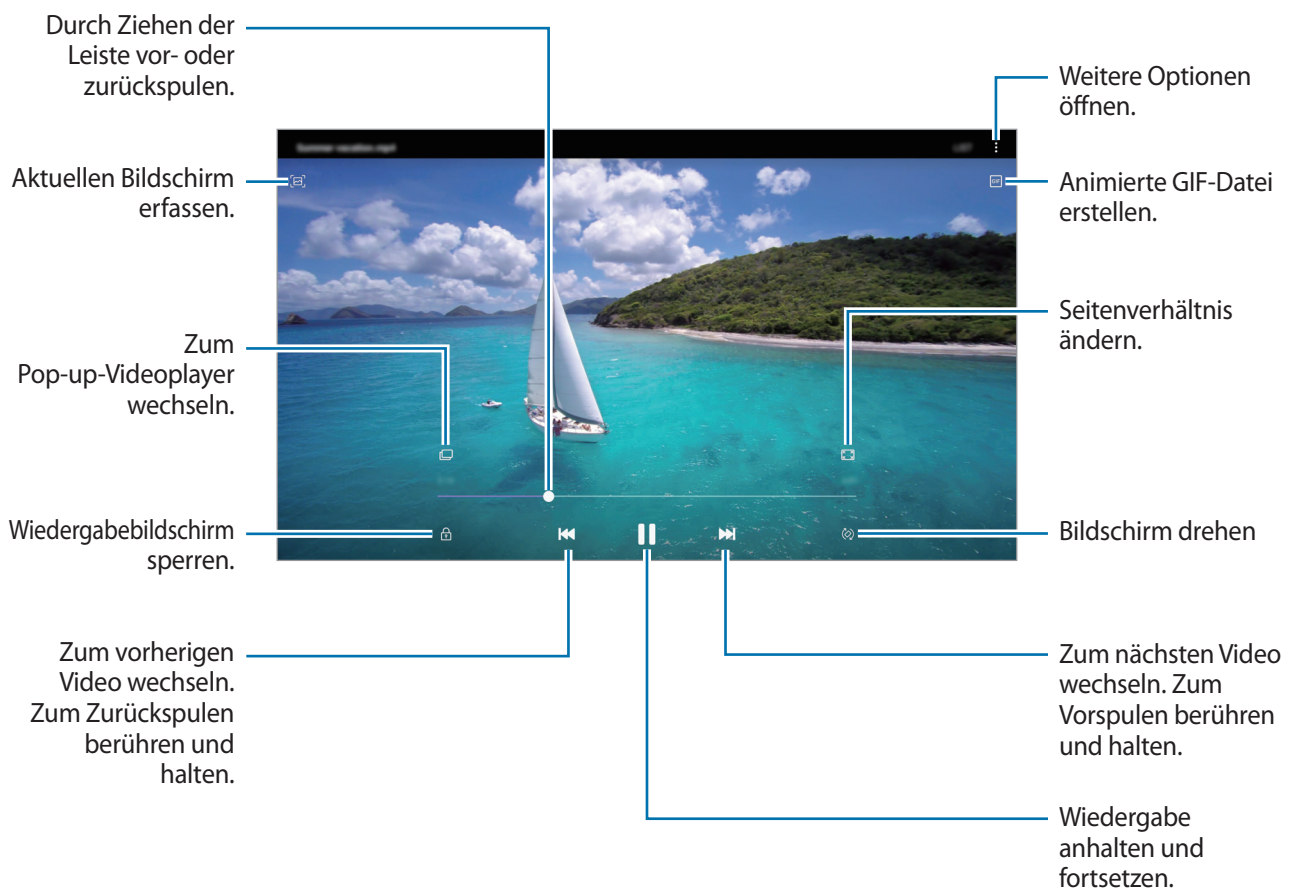 Durch Ziehen der
Leiste vor- oder
zurückspulen.
Weitere Optionen
öffnen.
Aktuellen Bildschirm
erfassen.
GIF
Animierte GIF-Datei
erstellen.
Zum
Pop-up-Videoplayer
wechseln.
Seitenverhältnis
ändern.
Wiedergabebildschirm
sperren.
Bildschirm drehen
Zum vorherigen
Video wechseln.
Zum Zurückspulen
berühren und
halten.
Zum nächsten Video
wechseln. Zum
Vorspulen berühren
und halten.
Wiedergabe
anhalten und
fortsetzen.